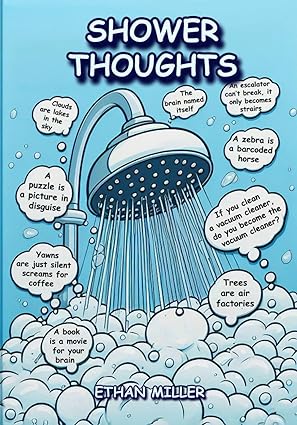 SHOWER
THOUGHTS
Clouds
are lakes
in the
sky
The
brain named
itself
An escalator
can't break, it
only becomes
strairs
A zebra is
a barcoded
horse
A
puzzle is
a picture in
disguise
If you clean
a vacuum cleaner,
do you become the
vacuum cleaner?
Yawns
are just silent
screams for
coffee
Trees
are air
factories
A book
is a movie
for your
brain
ETHAN MILLER